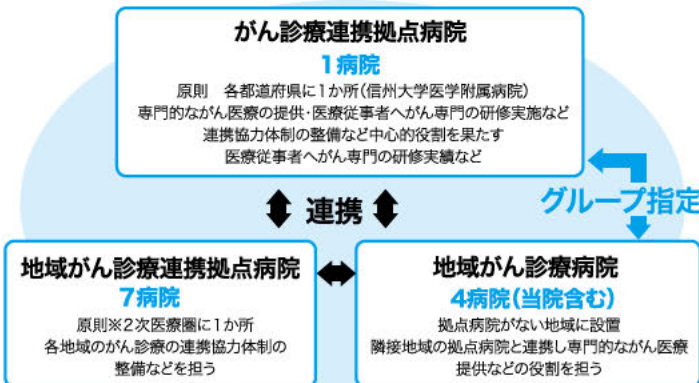 がん診療連携拠点病院
1病院
原則　各都道府県に1か所(信州大学医学附属病院)
専門的ながん医療の提供・医療従事者へがん専門の研修実施など
連携協力体制の整備など中心的役割を果たす
医療従事者へがん専門の研修実績など
連携
グループ指定
地域がん診療連携拠点病院
7病院
原則※2次医療圏に1か所
各地域のがん診療の連携協力体制の
整備などを担う
地域がん診療病院
4病院(当院含む)
拠点病院がない地域に設置
隣接地域の拠点病院と連携し専門的ながん医療
提供などの役割を担う